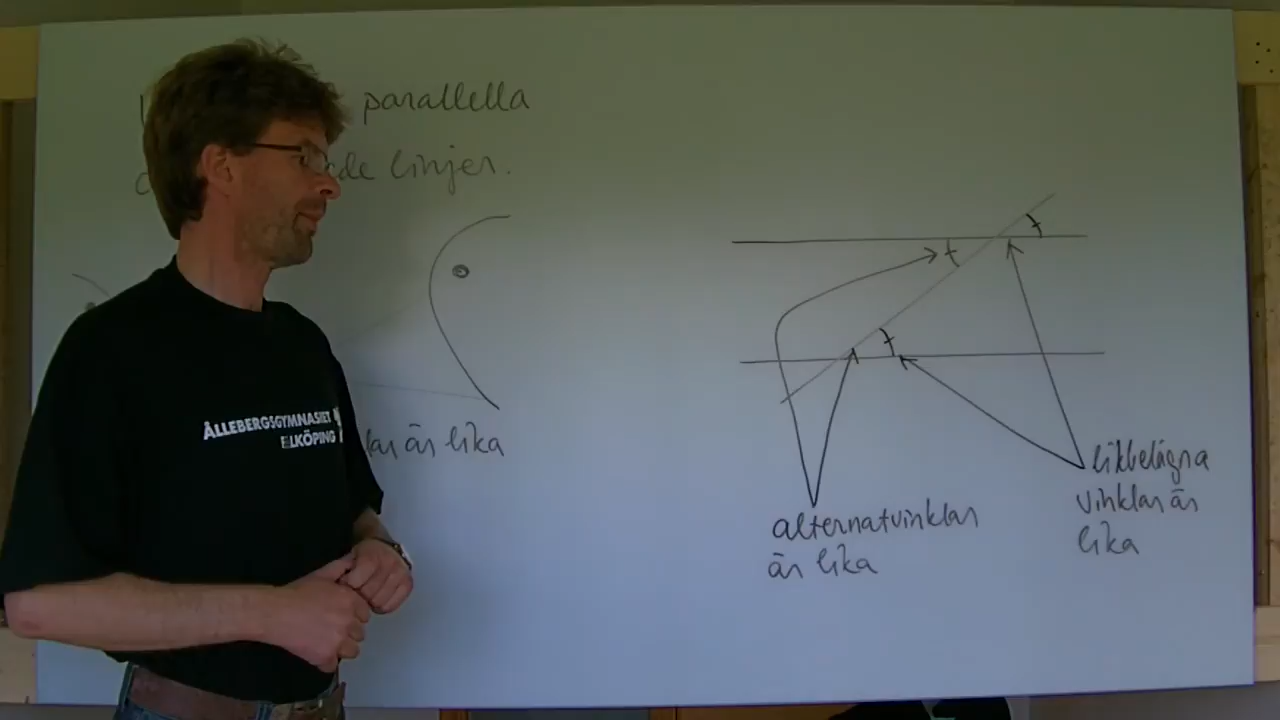 parallella
linjer.
är lika
ÅLLEBERGSGYMNASIET
alternatvinklar
är lika
likbelägna
vinklar är
lika